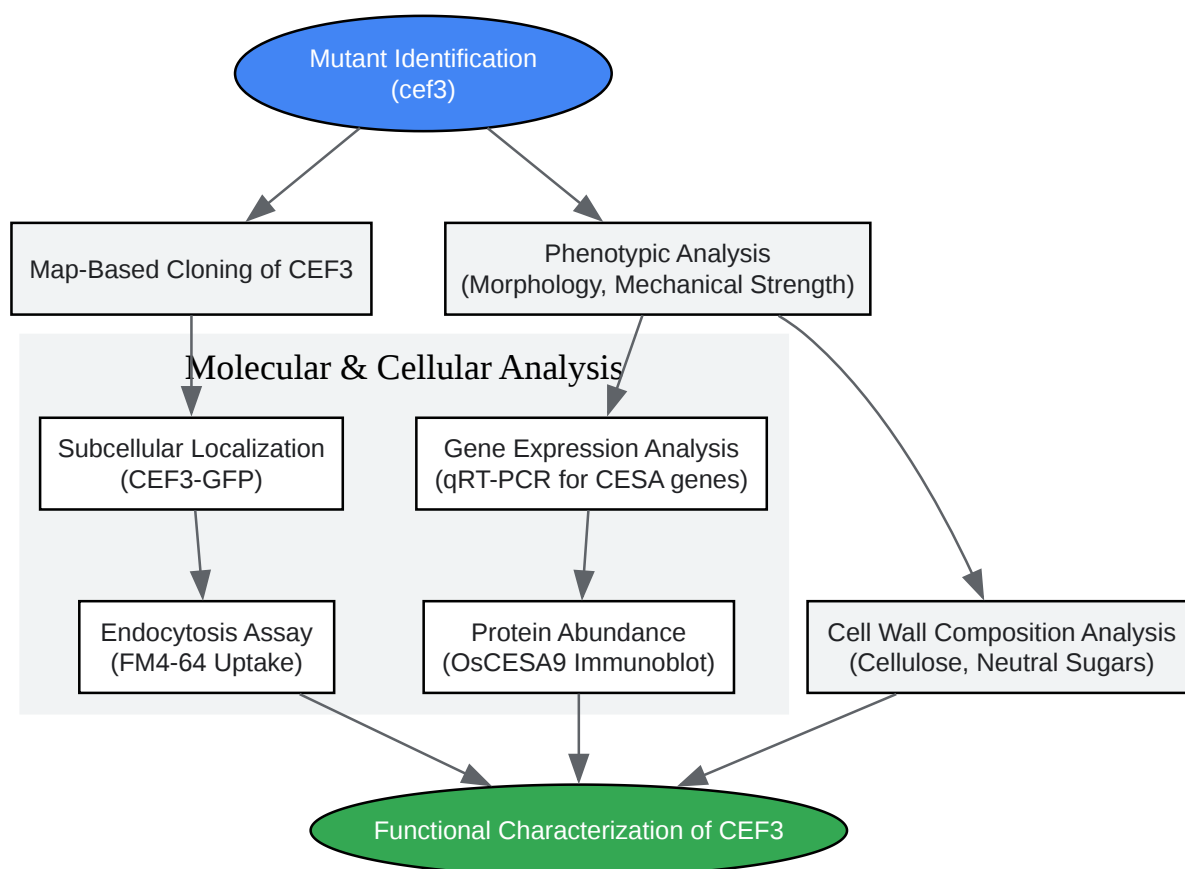 Mutant Identification
(cef3)
Map-Based Cloning of CEF3
Phenotypic Analysis
(Morphology, Mechanical Strength)
Molecular & Cellular Analysis
Subcellular Localization
(CEF3-GFP)
Gene Expression Analysis
(qRT-PCR for CESA genes)
Endocytosis Assay
(FM4-64 Uptake)
Protein Abundance
(OsCESA9 Immunoblot)
Cell Wall Composition Analysis
(Cellulose, Neutral Sugars)
Functional Characterization of CEF3